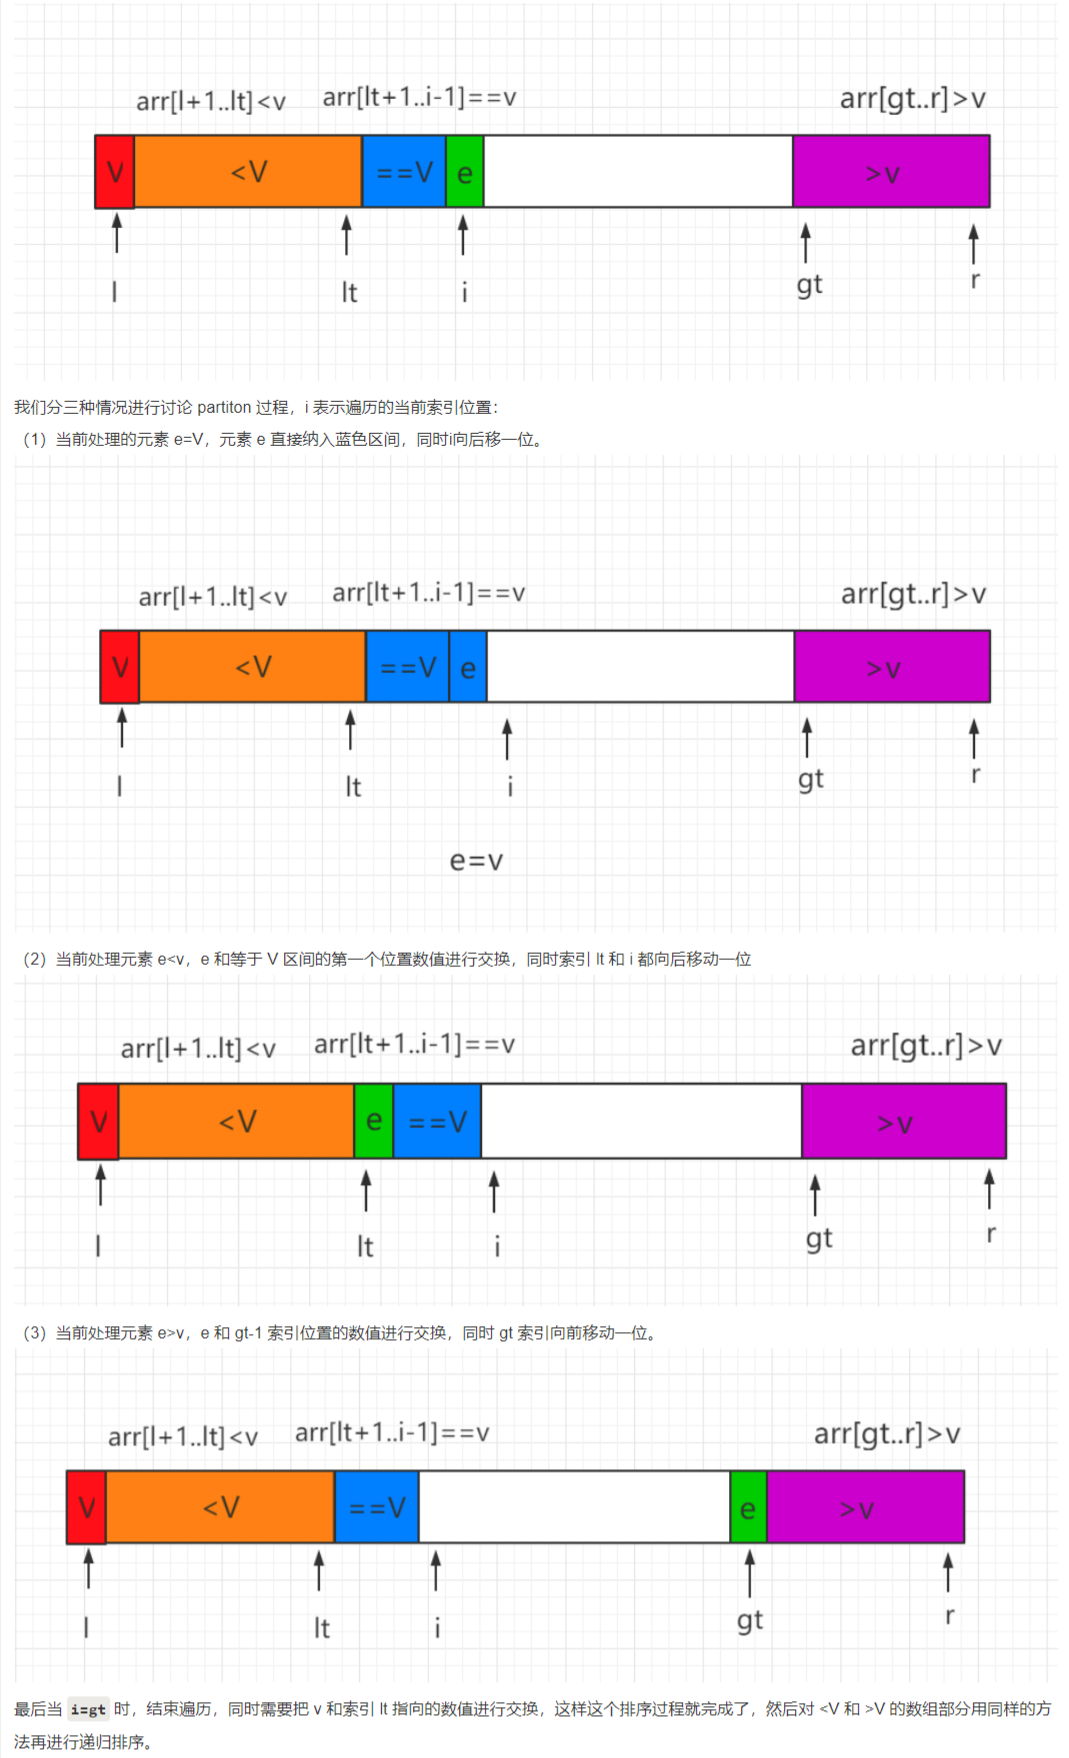 arr[l+1..lt]<v arr[lt+1..i-1]==v arr[gt..r]>v
V <V ==V e >v
l lt i gt r
我们分三种情况进行讨论 partiton 过程，i 表示遍历的当前索引位置：
（1）当前处理的元素 e=V，元素 e 直接纳入蓝色区间，同时i向后移一位。
arr[l+1..lt]<v arr[lt+1..i-1]==v arr[gt..r]>v
V <V ==V e >v
l lt i gt r
e=v
（2）当前处理元素 e<v，e 和等于 V 区间的第一个位置数值进行交换，同时索引 lt 和 i 都向后移动一位
arr[l+1..lt]<v arr[lt+1..i-1]==v arr[gt..r]>v
V <V e ==V >v
l lt i gt r
（3）当前处理元素 e>v，e 和 gt-1 索引位置的数值进行交换，同时 gt 索引向前移动一位。
arr[l+1..lt]<v arr[lt+1..i-1]==v arr[gt..r]>v
V <V ==V e >v
l lt i gt r
最后当 i=gt 时，结束遍历，同时需要把 v 和索引 lt 指向的数值进行交换，这样这个排序过程就完成了，然后对 <V 和 >V 的数组部分用同样的方
法再进行递归排序。